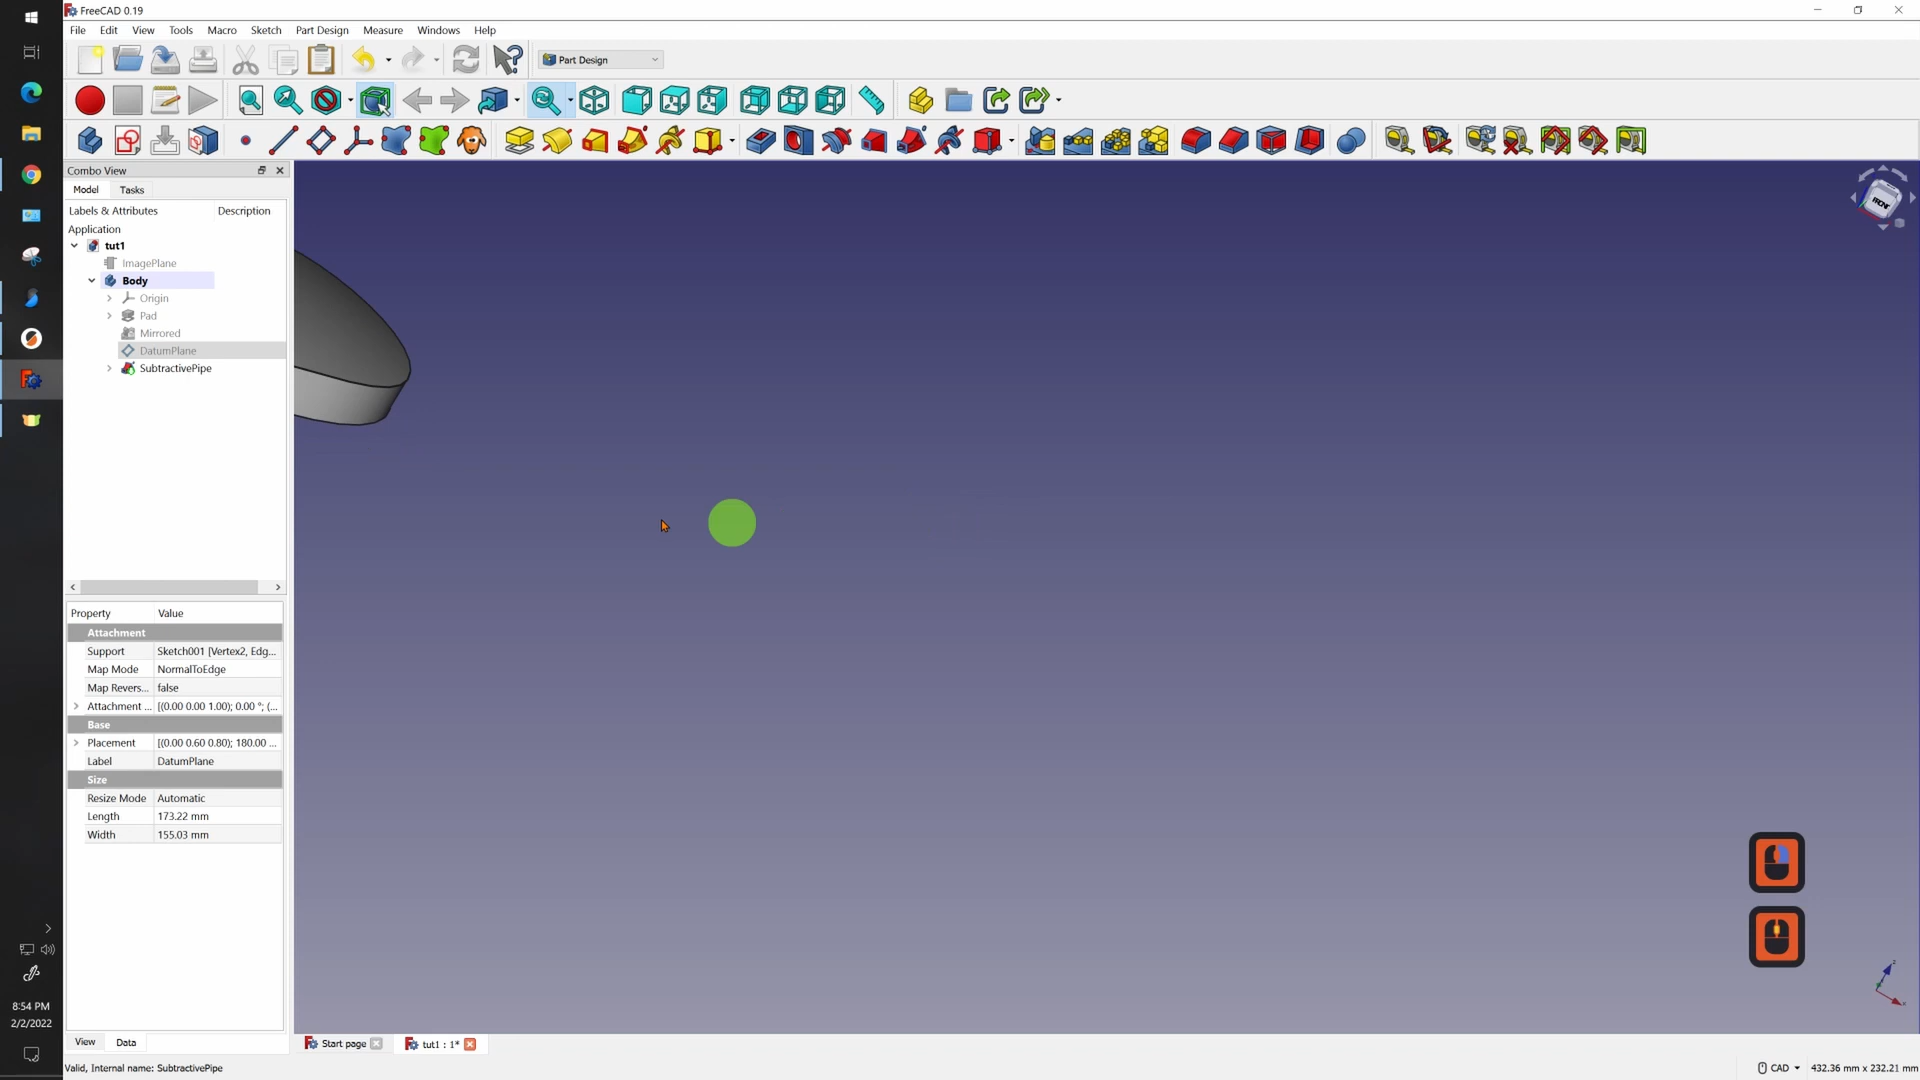 FreeCAD 0.19
File Edit View Tools Macro Sketch Part Design Measure Windows Help
Part Design
Combo View
Model Tasks
Labels & Attributes Description
Application
tut1
ImagePlane
Body
Origin
Pad
Mirrored
DatumPlane
SubtractivePipe
FRONT
Property Value
Attachment
Support Sketch001 [Vertex2, Edg...
Map Mode NormalToEdge
Map Revers... false
Attachment ... [(0.00 0.00 1.00); 0.00 °; (...
Base
Placement [(0.00 0.60 0.80); 180.00 ...
Label DatumPlane
Size
Resize Mode Automatic
Length 173.22 mm
Width 155.03 mm
8:54 PM
2/2/2022
View Data
Start page
tut1 : 1*
Valid, Internal name: SubtractivePipe
CAD
432.36 mm x 232.21 mm
z
x